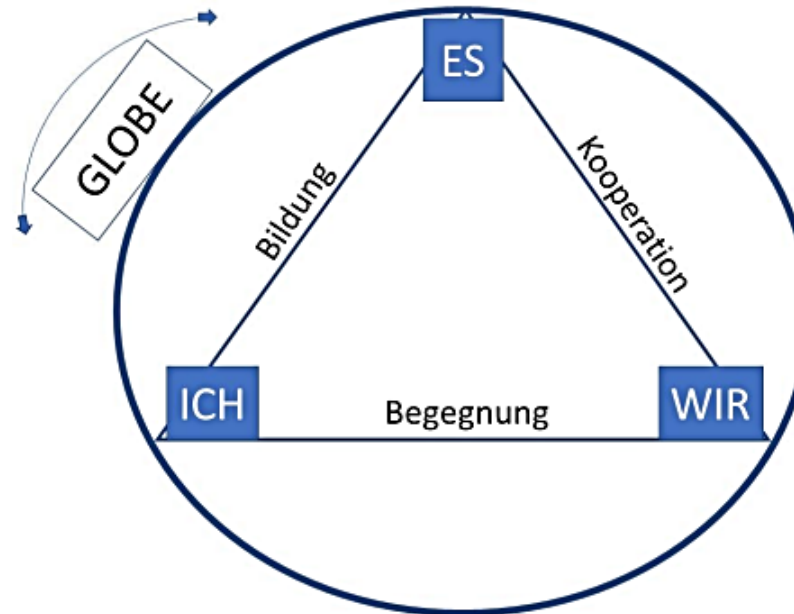 ES
GLOBE
Bildung
Kooperation
ICH
Begegnung
WIR